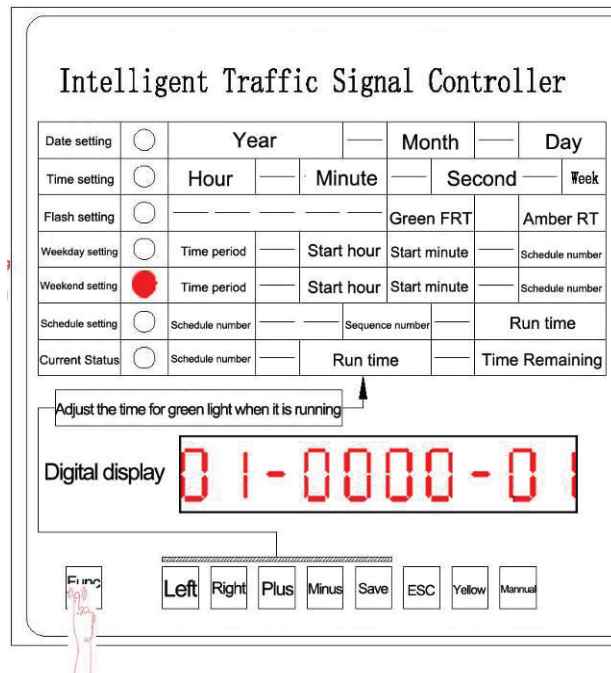 Intelligent Traffic Signal Controller
Date setting Year — Month — Day
Time setting Hour — Minute — Second — Week
Flash setting — — — — — Green FRT Amber RT
Weekday setting Time period — Start hour Start minute — Schedule number
Weekend setting Time period — Start hour Start minute — Schedule number
Schedule setting Schedule number — — Sequence number — Run time
Current Status Schedule number — Run time — Time Remaining
Adjust the time for green light when it is running
Digital display 01-0000-01
Func Left Right Plus Minus Save ESC Yellow Mannual